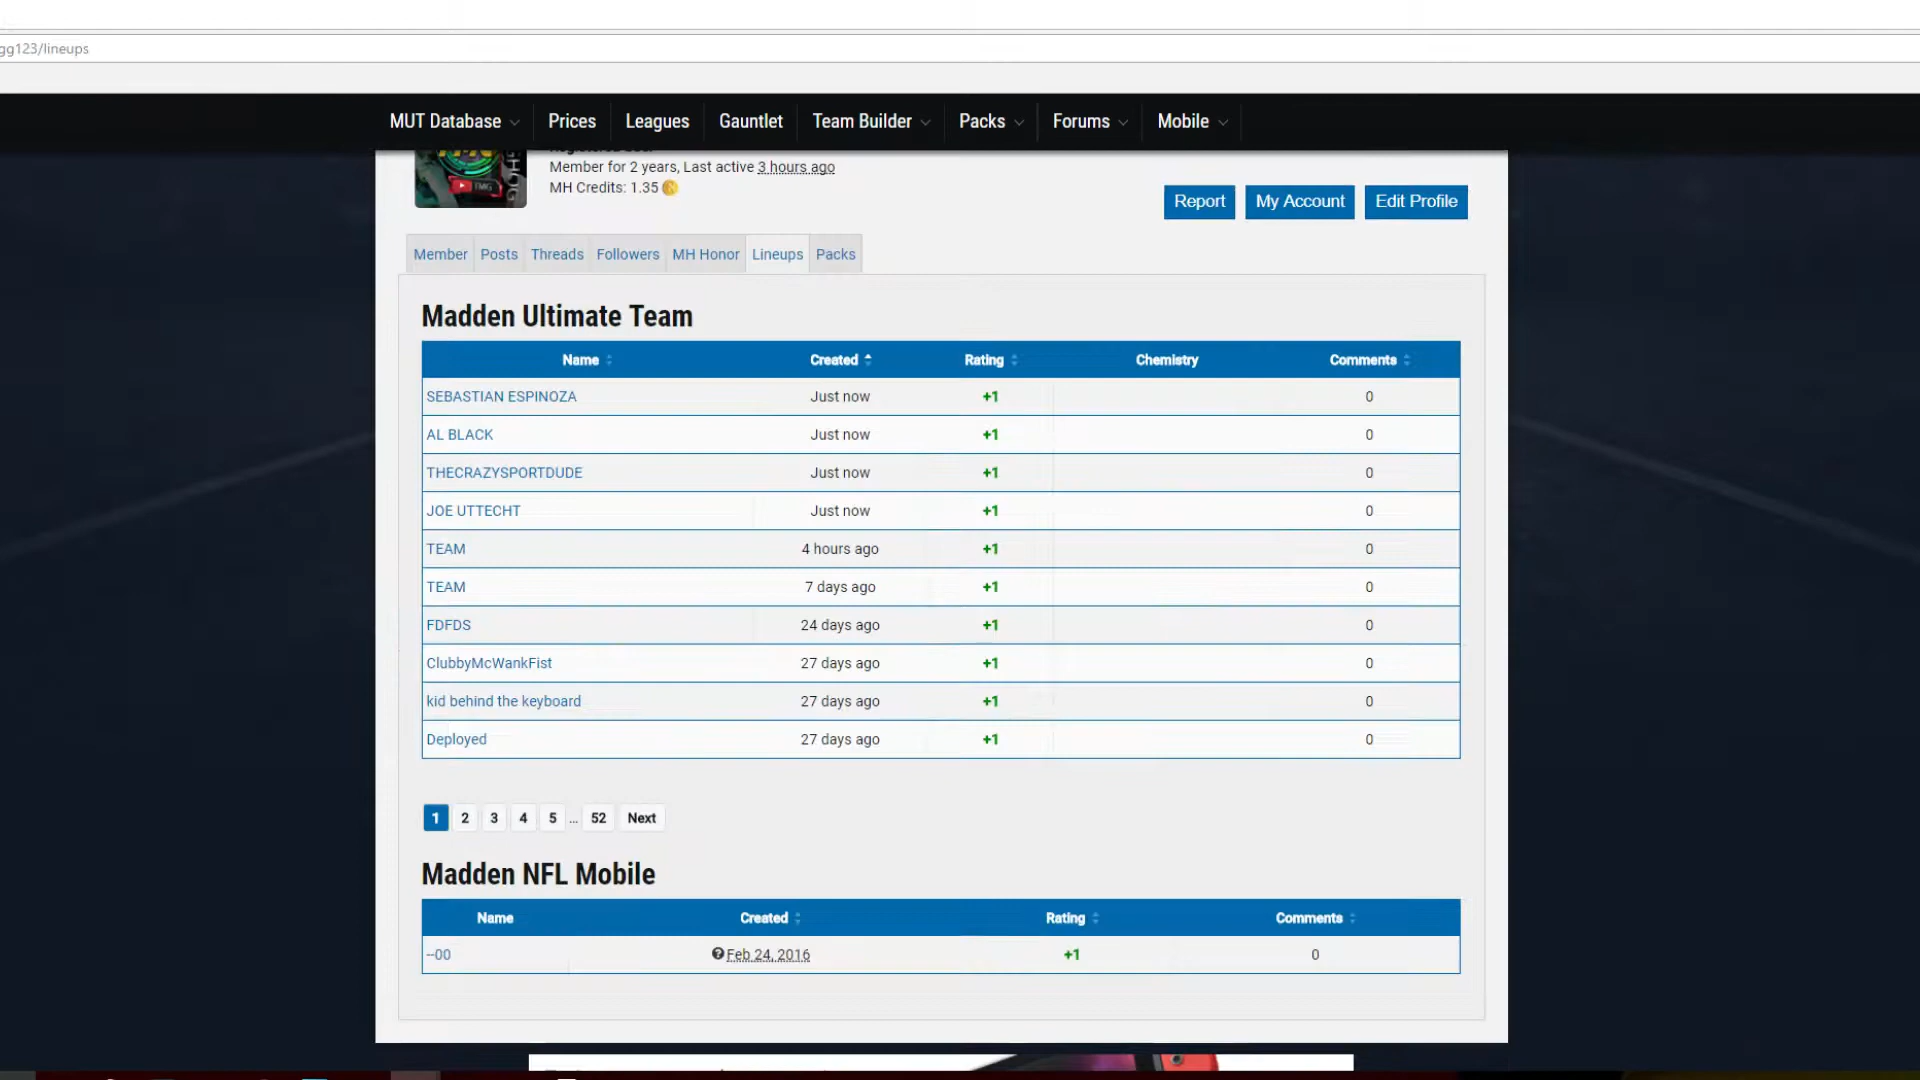 gg123/lineups
MUT Database Prices Leagues Gauntlet Team Builder Packs Forums Mobile
Member for 2 years, Last active 3 hours ago
MH Credits: 1.35
Report My Account Edit Profile
Member Posts Threads Followers MH Honor Lineups Packs
Madden Ultimate Team
Name Created Rating Chemistry Comments
SEBASTIAN ESPINOZA Just now +1 0
AL BLACK Just now +1 0
THECRAZYSPORTDUDE Just now +1 0
JOE UTTECHT Just now +1 0
TEAM 4 hours ago +1 0
TEAM 7 days ago +1 0
FDFDS 24 days ago +1 0
ClubbyMcWankFist 27 days ago +1 0
kid behind the keyboard 27 days ago +1 0
Deployed 27 days ago +1 0
1 2 3 4 5 ... 52 Next
Madden NFL Mobile
Name Created Rating Comments
--00 Feb 24, 2016 +1 0